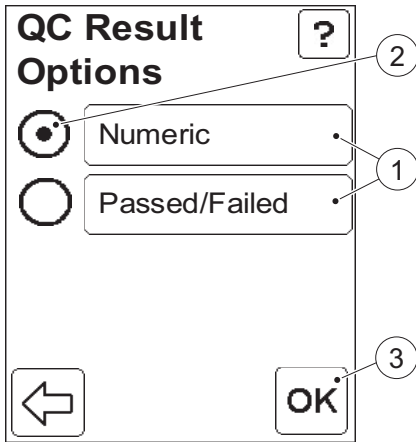 QC Result
Options
?
2
Numeric
1
Passed/Failed
3
OK